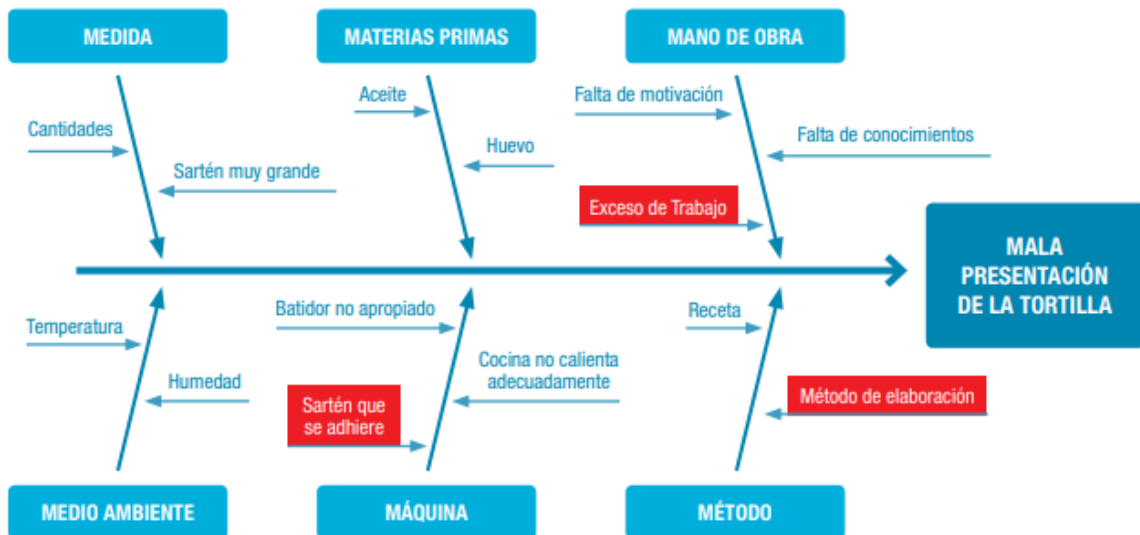 MEDIDA
MATERIAS PRIMAS
MANO DE OBRA
Aceite
Falta de motivación
Cantidades
Falta de conocimientos
Huevo
Sartén muy grande
Exceso de Trabajo
MALA
PRESENTACIÓN
DE LA TORTILLA
Batidor no apropiado
Receta
Temperatura
Cocina no calienta
adecuadamente
Humedad
Método de elaboración
Sartén que
se adhiere
MEDIO AMBIENTE
MÁQUINA
MÉTODO